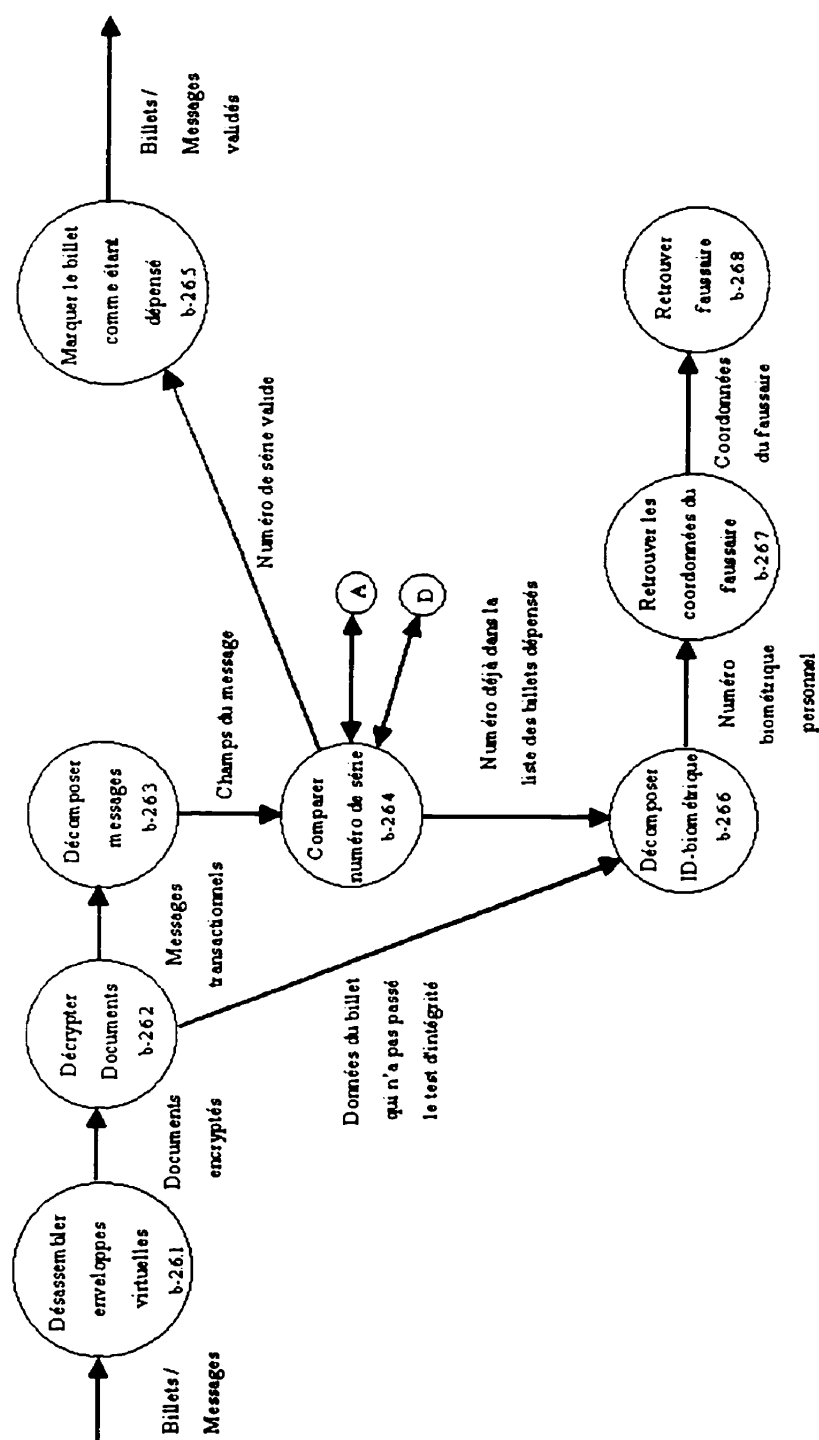 Billets /
Messages
Désassembler
enveloppes
virtuelles
b-261
Documents
encryptés
Décrypter
Documents
b-262
Messages
transactionnels
Décomposer
messages
b-263
Champs du message
Données du billet
qui n'a pas passé
le test d'intégrité
Comparer
numéro de série
b-264
A
D
Numéro de série valide
Marquer le billet
comme étant
dépensé
b-265
Billets /
Messages
validés
Numéro déjà dans la
liste des billets dépensés
Décomposer
ID-biométrique
b-266
Numéro
biométrique
personnel
Retrouver les
coordonnées du
faussaire
b-267
Coordonnées
du faussaire
Retrouver
faussaire
b-268